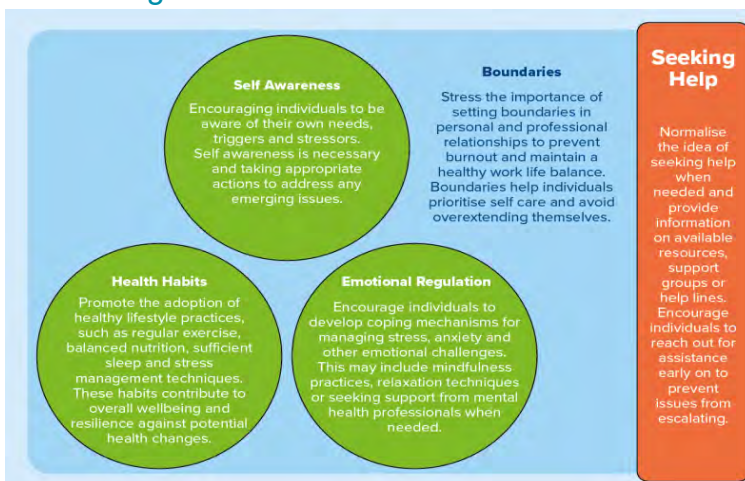 Self Awareness
Encouraging individuals to be
aware of their own needs,
triggers and stressors.
Self awareness is necessary
and taking appropriate
actions to address any
emerging issues.
Boundaries
Stress the importance of
setting boundaries in
personal and professional
relationships to prevent
burnout and maintain a
healthy work life balance.
Boundaries help individuals
prioritise self care and avoid
overextending themselves.
Health Habits
Promote the adoption of
healthy lifestyle practices,
such as regular exercise,
balanced nutrition, sufficient
sleep and stress
management techniques.
These habits contribute to
overall wellbeing and
resilience against potential
health changes.
Emotional Regulation
Encourage individuals to
develop coping mechanisms for
managing stress, anxiety and
other emotional challenges.
This may include mindfulness
practices, relaxation techniques
or seeking support from mental
health professionals when
needed.
Seeking
Help
Normalise
the idea of
seeking help
when
needed and
provide
information
on available
resources,
support
groups or
help lines.
Encourage
individuals to
reach out for
assistance
early on to
prevent
issues from
escalating.